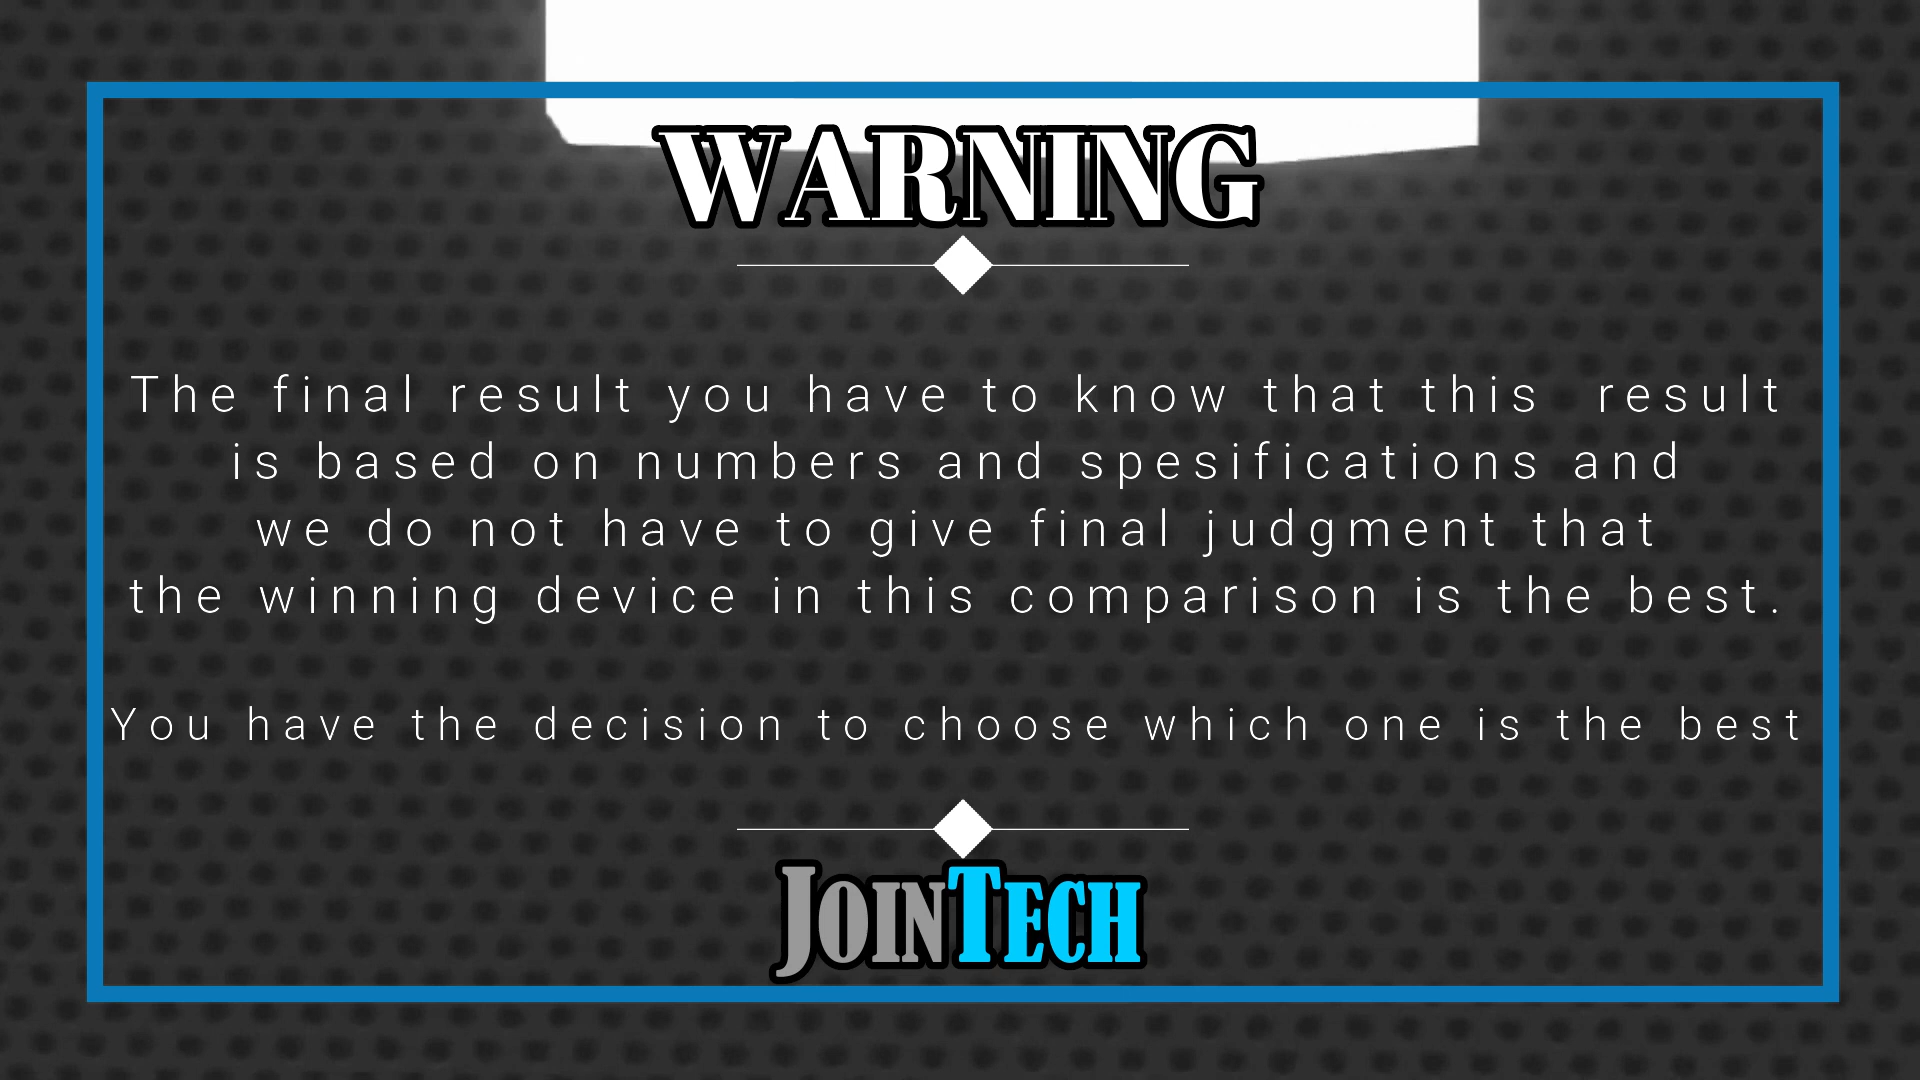 WARNING
The final result you have to know that this result
is based on numbers and spesifications and
we do not have to give final judgment that
the winning device in this comparison is the best.
You have the decision to choose which one is the best
JOINTECH